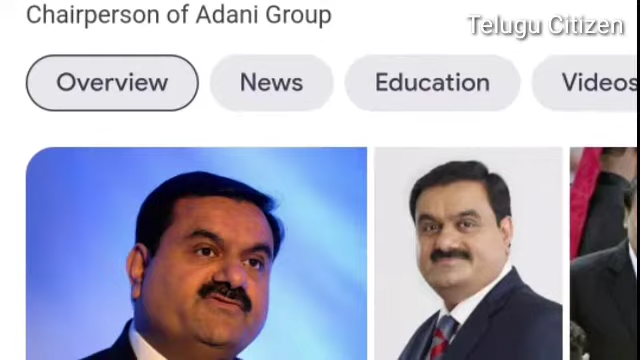 Chairperson of Adani Group
Telugu Citizen
Overview
News
Education
Videos